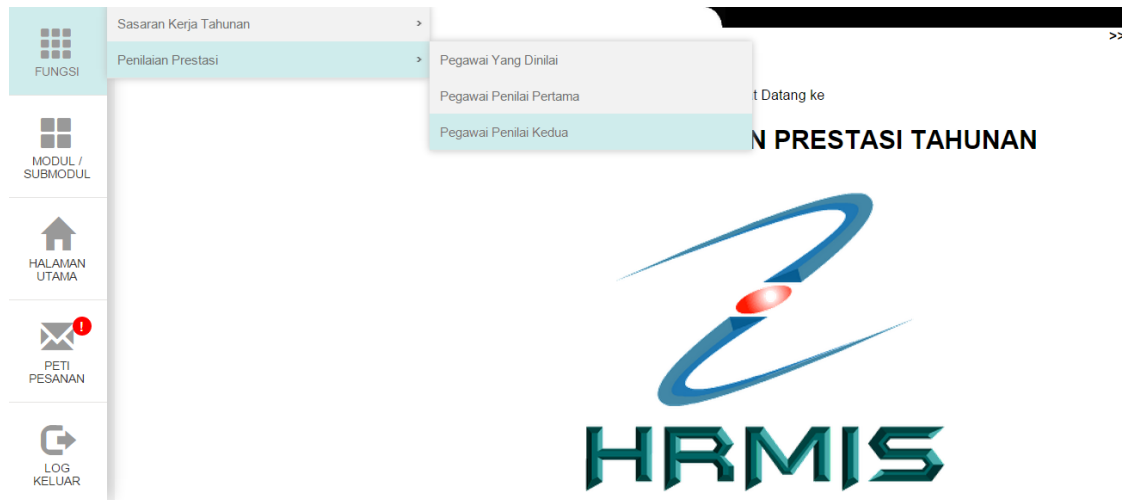 FUNGSI
Sasaran Kerja Tahunan >
Penilaian Prestasi >
Pegawai Yang Dinilai
Pegawai Penilai Pertama
Pegawai Penilai Kedua
>>
t Datang ke
N PRESTASI TAHUNAN
MODUL /
SUBMODUL
HALAMAN
UTAMA
!
PETI
PESANAN
LOG
KELUAR
HRMIS